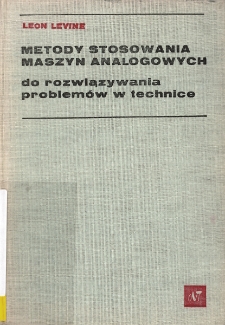 LEON LEVINE
METODY STOSOWANIA
MASZYN ANALOGOWYCH
do rozwiązywania
problemów w technice